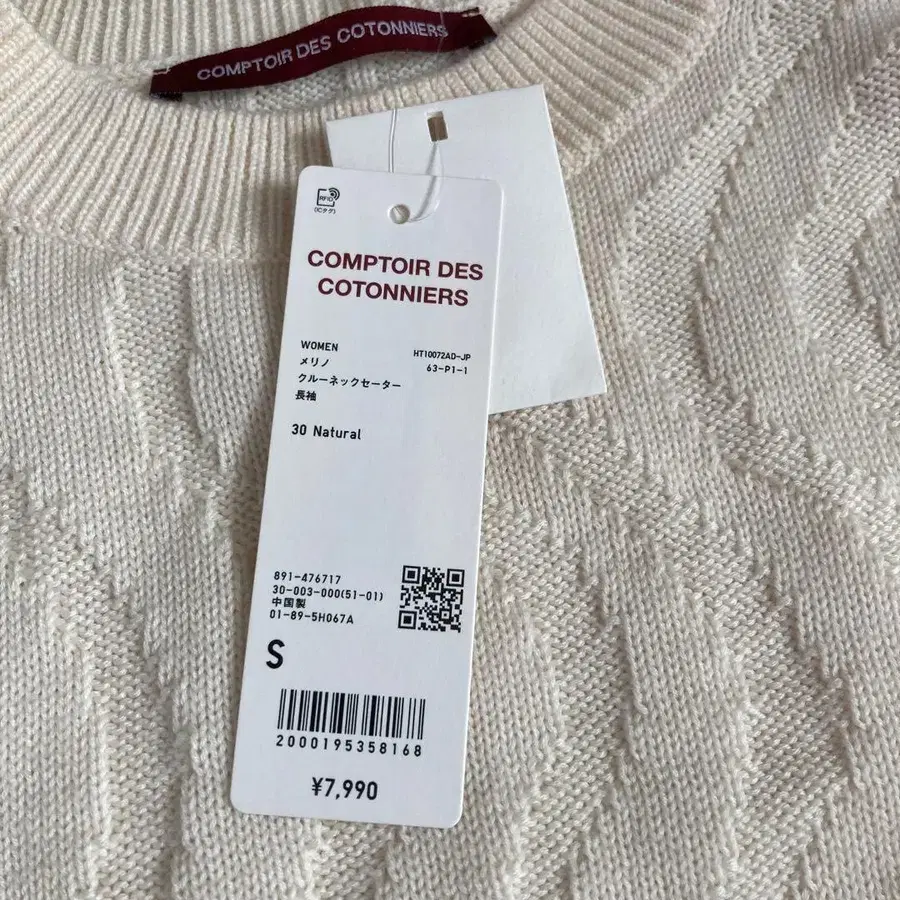 COMPTOIR DES COTONNIERS
RFID
(ICタグ)
COMPTOIR DES
COTONNIERS
WOMEN
メリノ
クルーネックセーター
長袖
HT10072AD-JP
63-P1-1
30 Natural
891-476717
30-003-000(51-01)
中国製
01-89-5H067A
S
2000195358168
¥7,990